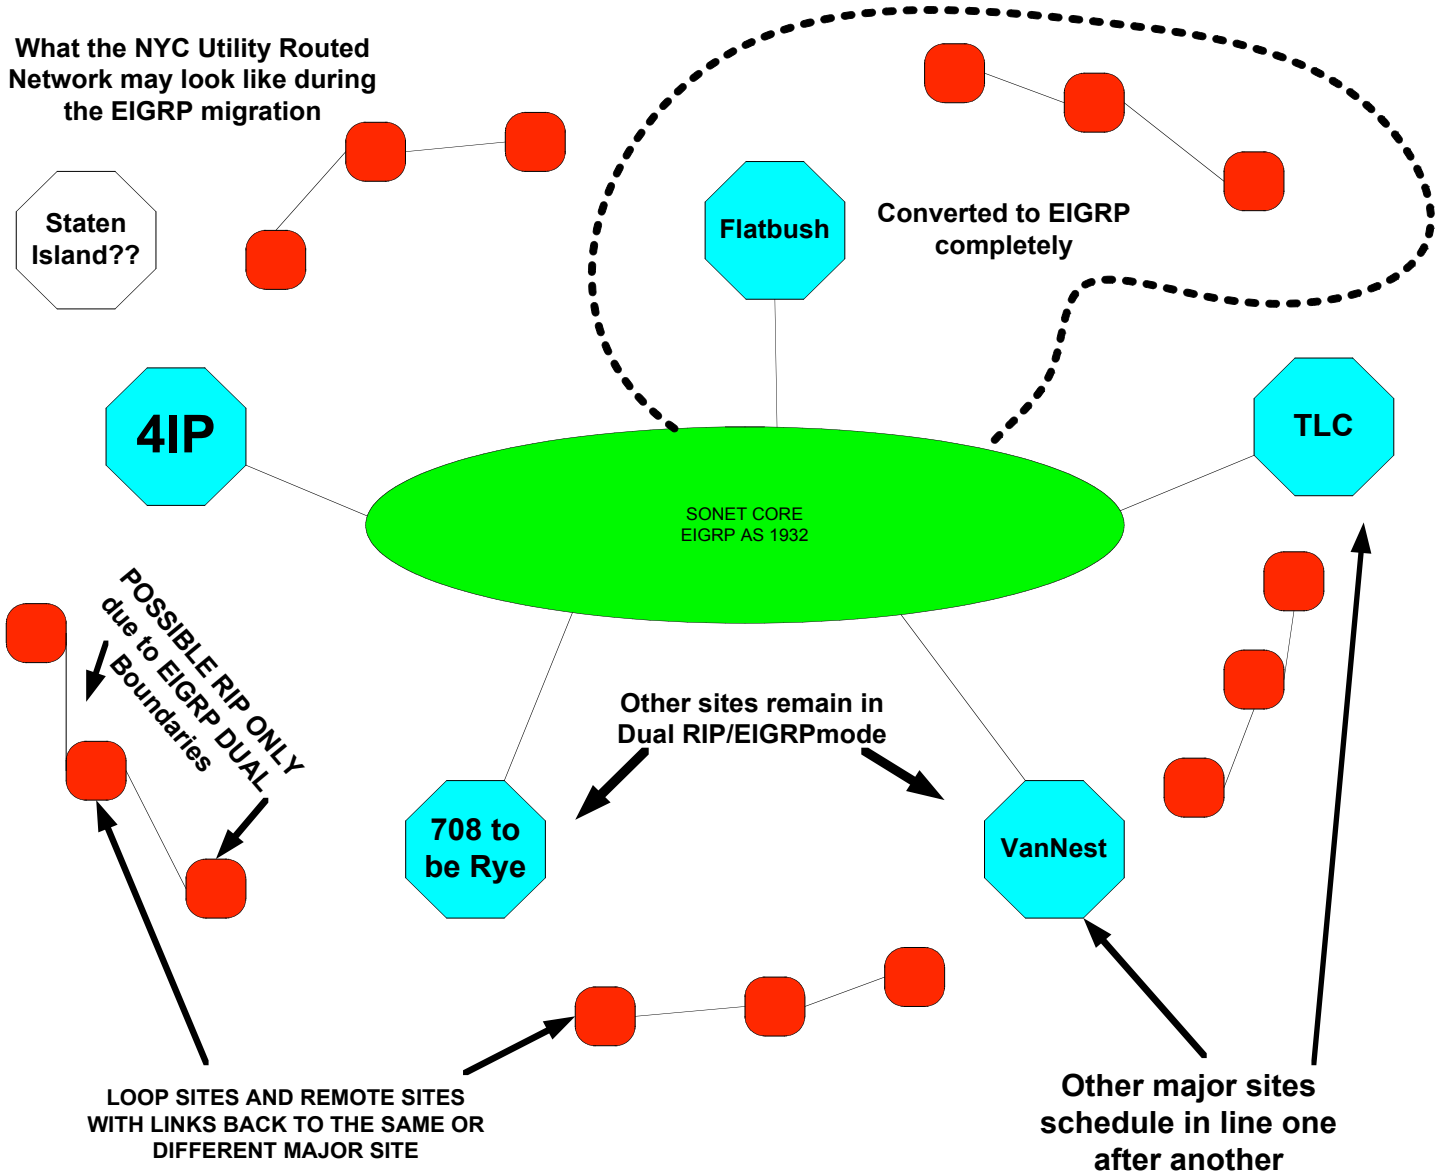 What the NYC Utility Routed
Network may look like during
the EIGRP migration
Staten
Island??
Flatbush
Converted to EIGRP
completely
4IP
TLC
SONET CORE
EIGRP AS 1932
POSSIBLE RIP ONLY
due to EIGRP DUAL
Boundaries
Other sites remain in
Dual RIP/EIGRPmode
708 to
be Rye
VanNest
LOOP SITES AND REMOTE SITES
WITH LINKS BACK TO THE SAME OR
DIFFERENT MAJOR SITE
Other major sites
schedule in line one
after another